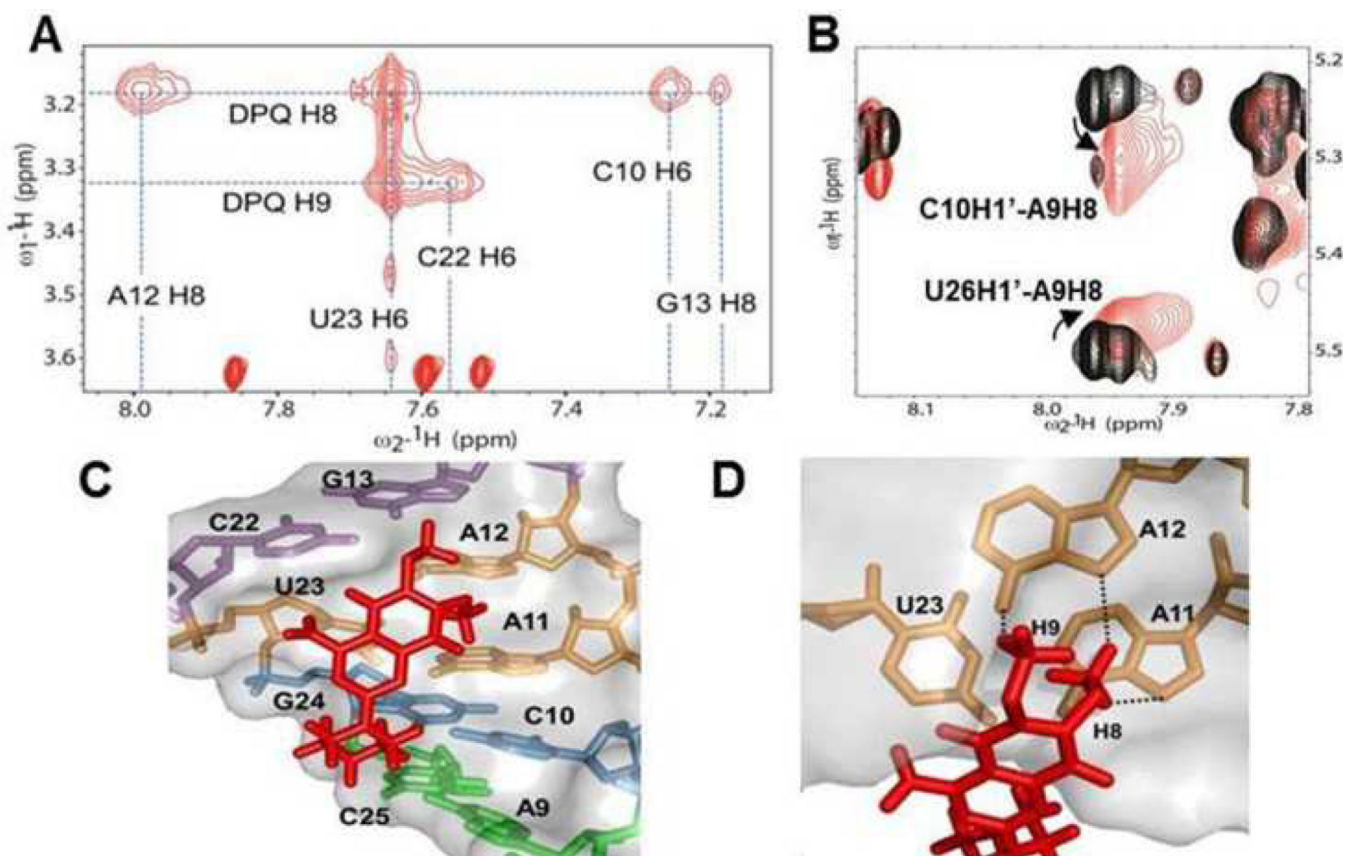 A
3.2
3.3
3.4
3.5
3.6
ω1-1H (ppm)
DPQ H8
DPQ H9
C10 H6
C22 H6
A12 H8
U23 H6
G13 H8
8.0
7.8
7.6
7.4
7.2
ω2-1H (ppm)
B
5.2
5.3
5.4
5.5
ω1-1H (ppm)
C10H1'-A9H8
U26H1'-A9H8
8.1
8.0
7.9
7.8
ω2-1H (ppm)
C
G13
C22
A12
U23
A11
G24
C10
C25
A9
D
A12
U23
A11
H9
H8